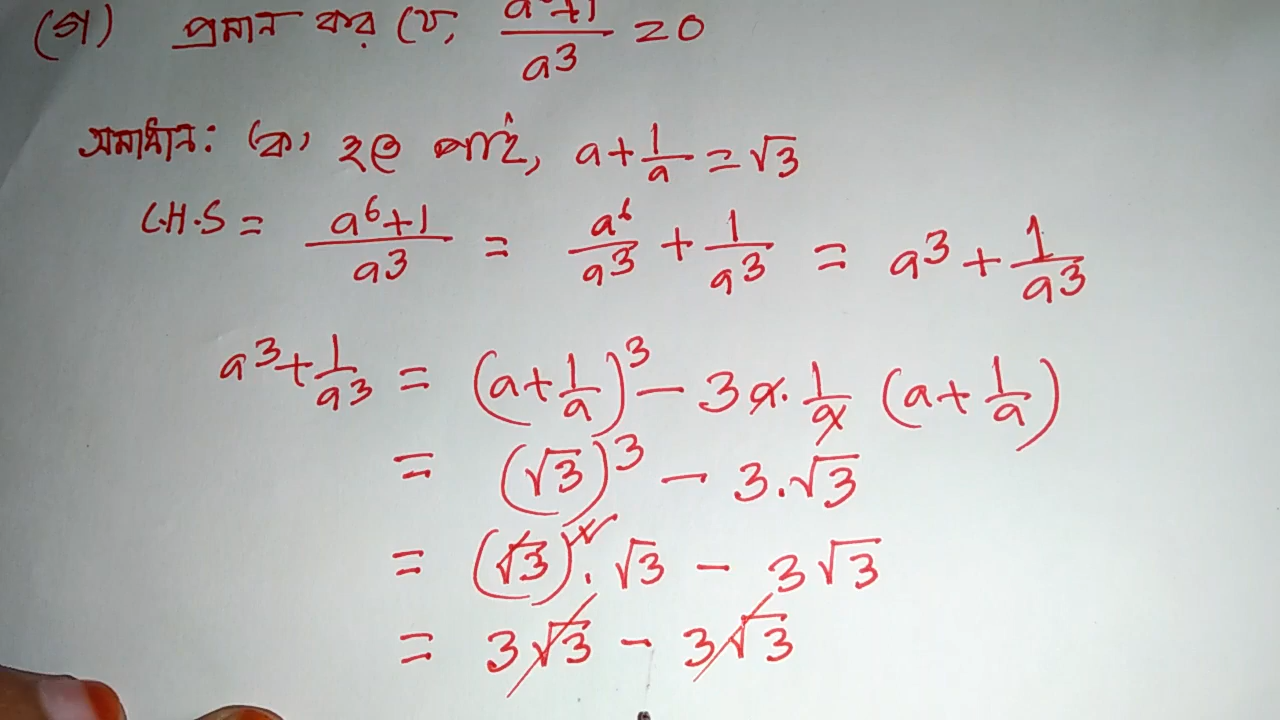 (গ) প্রমান কর যে, a⁶+1/a³ = 0
সমাধান: (ক) হতে পাই, a + 1/a = √3
L.H.S = a⁶+1/a³ = a⁶/a³ + 1/a³ = a³ + 1/a³
a³ + 1/a³ = (a + 1/a)³ - 3a·1/a (a + 1/a)
= (√3)³ - 3.√3
= (√3)².√3 - 3√3
= 3√3 - 3√3